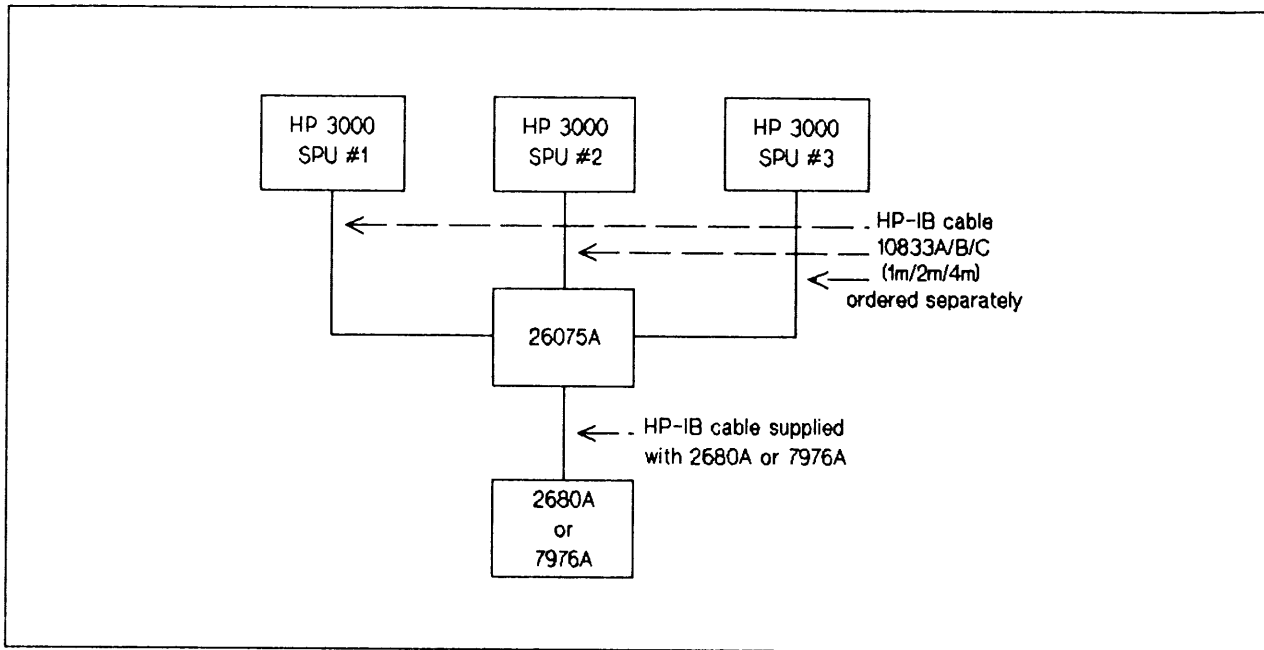 HP 3000
SPU #1
HP 3000
SPU #2
HP 3000
SPU #3
HP-IB cable
10833A/B/C
(1m/2m/4m)
ordered separately
26075A
HP-IB cable supplied
with 2680A or 7976A
2680A
or
7976A